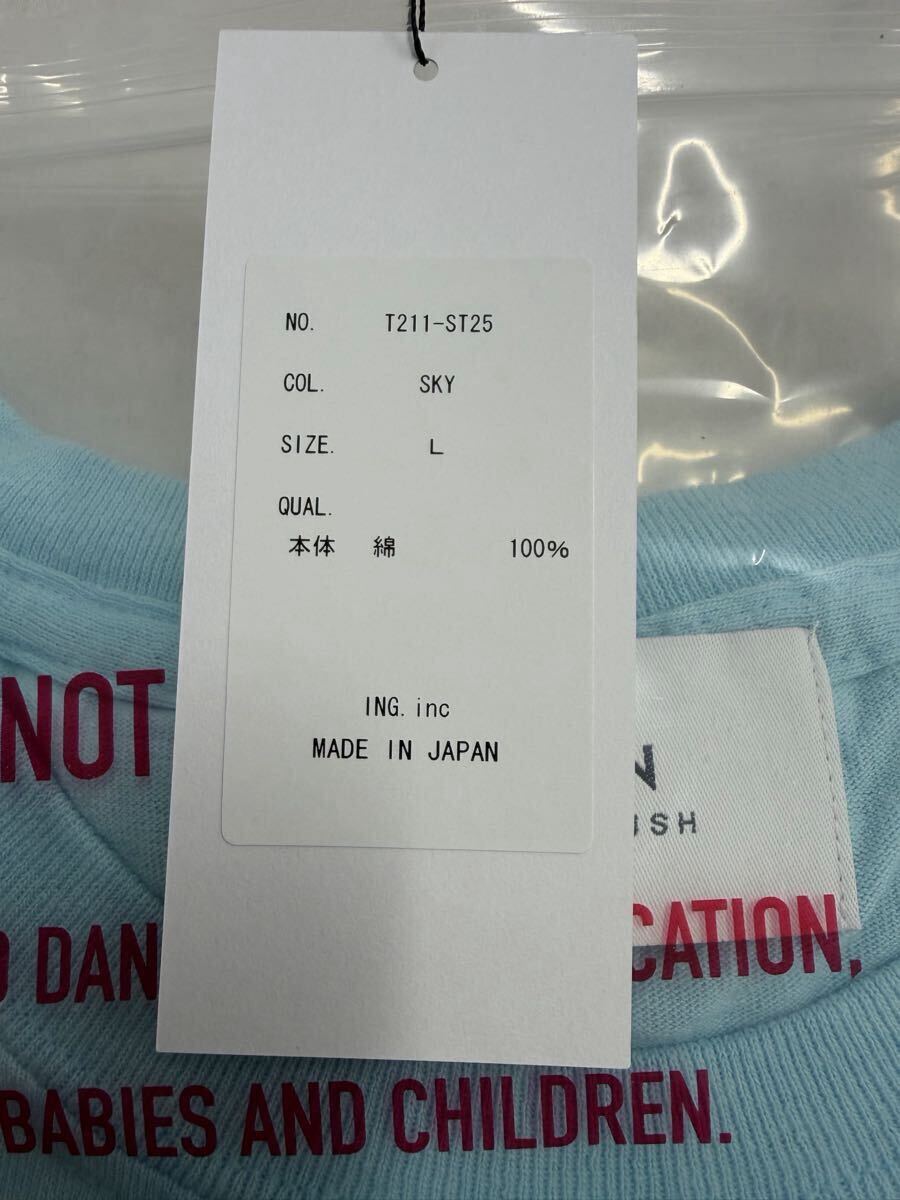 NO. T211-ST25
COL. SKY
SIZE. L
QUAL.
本体 綿 100%
ING. inc
MADE IN JAPAN
NOT
DAN
CATION,
BABIES AND CHILDREN.
N
SH